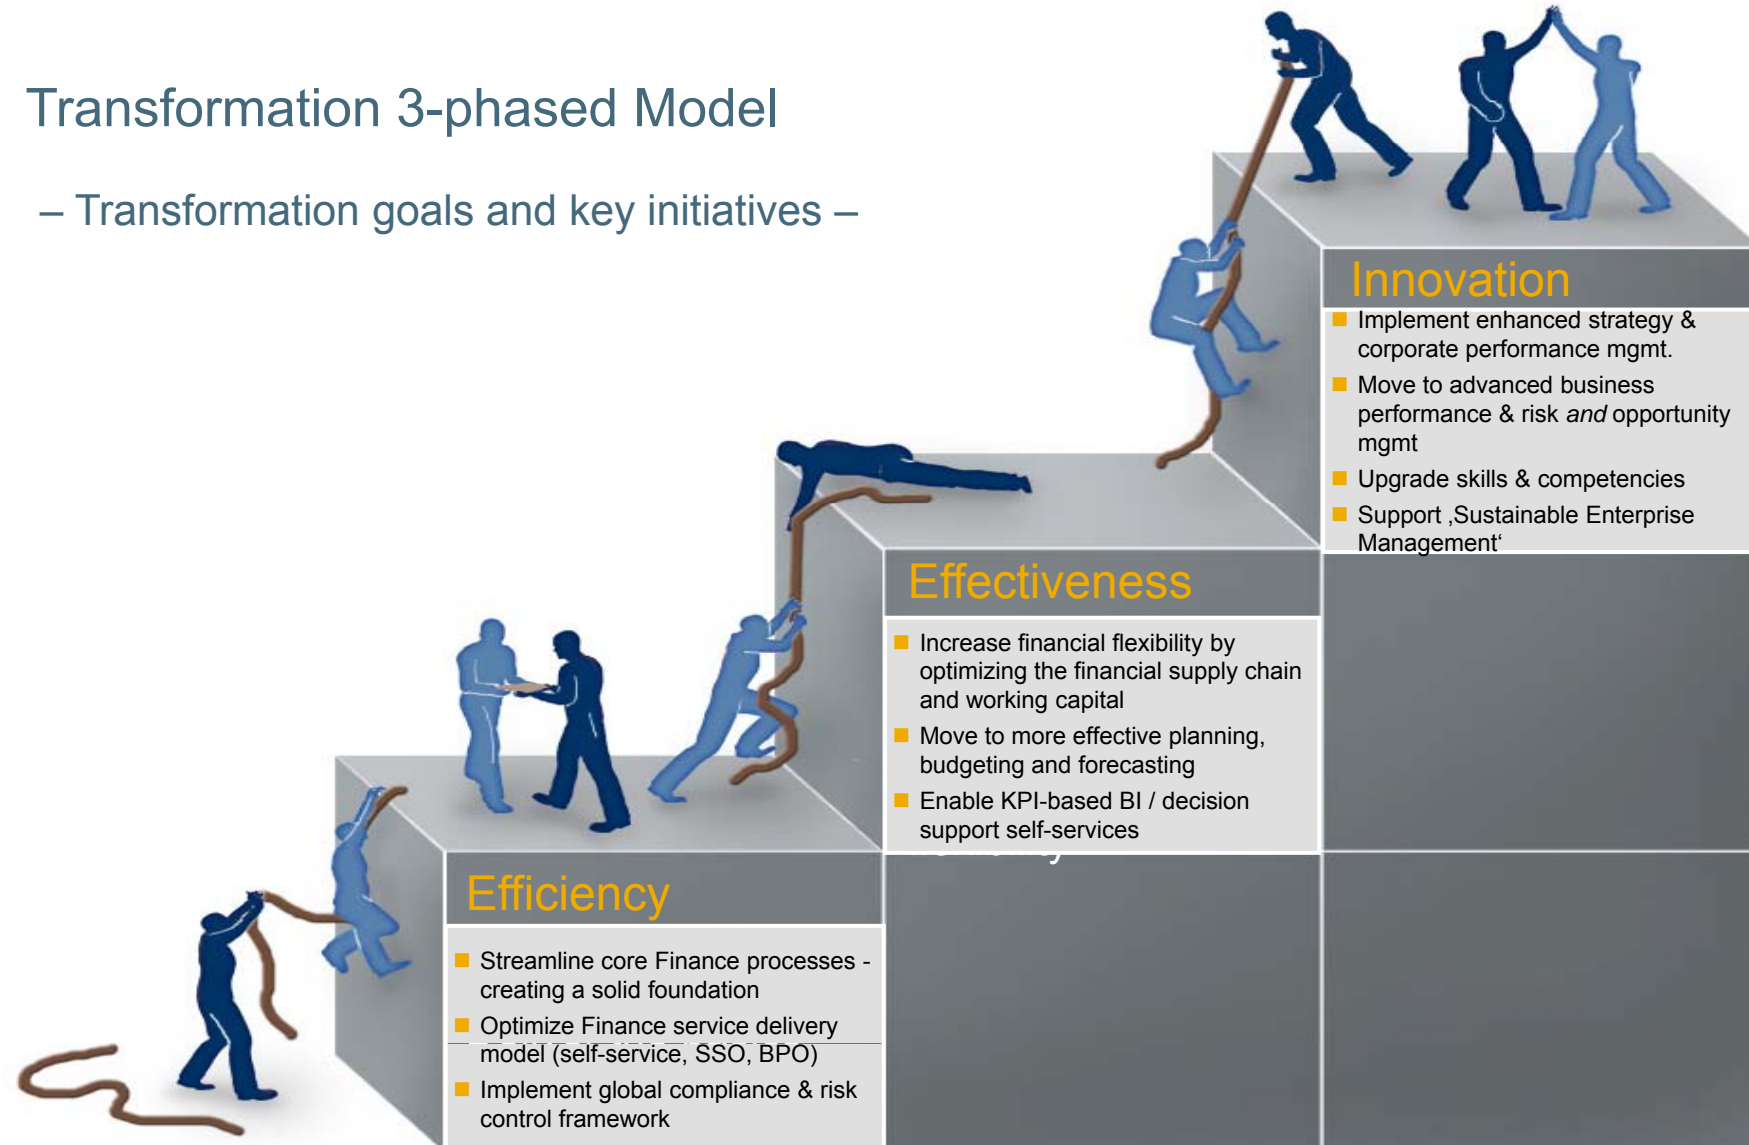 Transformation 3-phased Model
– Transformation goals and key initiatives –
Innovation
Implement enhanced strategy &
corporate performance mgmt.
Move to advanced business
performance & risk and opportunity
mgmt
Upgrade skills & competencies
Support ‚Sustainable Enterprise
Management‘
Effectiveness
Increase financial flexibility by
optimizing the financial supply chain
and working capital
Move to more effective planning,
budgeting and forecasting
Enable KPI-based BI / decision
support self-services
Efficiency
Streamline core Finance processes -
creating a solid foundation
Optimize Finance service delivery
model (self-service, SSO, BPO)
Implement global compliance & risk
control framework